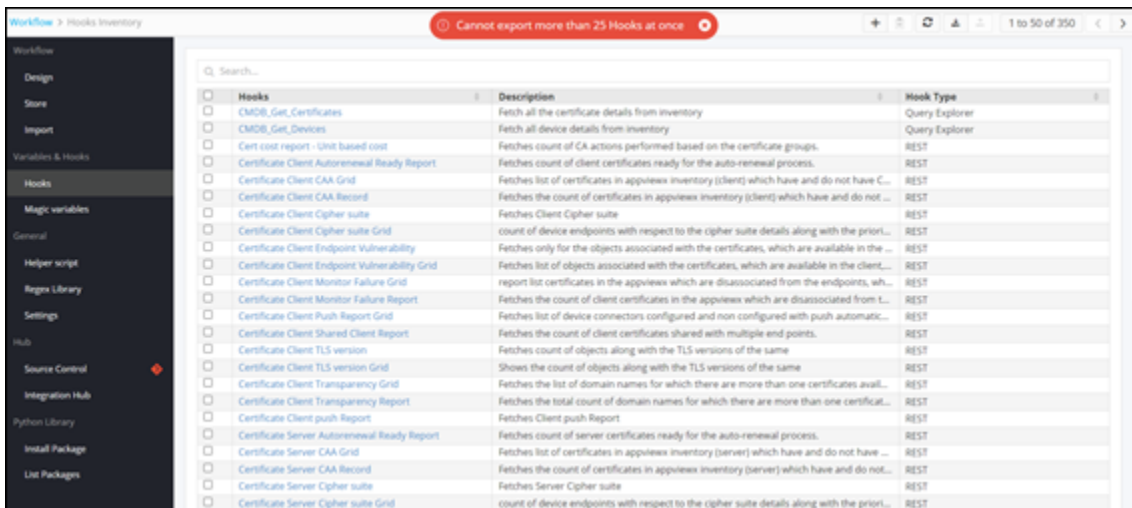 Workflow > Hooks Inventory
Cannot export more than 25 Hooks at once
1 to 50 of 350
Workflow
Design
Store
Import
Variables & Hooks
Hooks
Magic variables
General
Helper script
Regex Library
Settings
Hub
Source Control
Integration Hub
Python Library
Install Package
List Packages
Search...
Hooks Description Hook Type
CMDB_Get_Certificates Fetch all the certificate details from inventory Query Explorer
CMDB_Get_Devices Fetch all device details from inventory Query Explorer
Cert cost report - Unit based cost Fetches count of CA actions performed based on the certificate groups. REST
Certificate Client Autorenewal Ready Report Fetches count of client certificates ready for the auto-renewal process. REST
Certificate Client CAA Grid Fetches list of certificates in appviewx inventory (client) which have and do not have C... REST
Certificate Client CAA Record Fetches the count of certificates in appviewx inventory (client) which have and do not ... REST
Certificate Client Cipher suite Fetches Client Cipher suite REST
Certificate Client Cipher suite Grid count of device endpoints with respect to the cipher suite details along with the priori... REST
Certificate Client Endpoint Vulnerability Fetches only for the objects associated with the certificates, which are available in the ... REST
Certificate Client Endpoint Vulnerability Grid Fetches list of objects associated with the certificates, which are available in the client,... REST
Certificate Client Monitor Failure Grid report list certificates in the appviewx which are disassociated from the endpoints, wh... REST
Certificate Client Monitor Failure Report Fetches the count of client certificates in the appviewx which are disassociated from t... REST
Certificate Client Push Report Grid Fetches list of device connectors configured and non configured with push automatic... REST
Certificate Client Shared Client Report Fetches the count of client certificates shared with multiple end points. REST
Certificate Client TLS version Fetches count of objects along with the TLS versions of the same REST
Certificate Client TLS version Grid Shows the count of objects along with the TLS versions of the same REST
Certificate Client Transparency Grid Fetches the list of domain names for which there are more than one certificates avail... REST
Certificate Client Transparency Report Fetches the total count of domain names for which there are more than one certificat... REST
Certificate Client push Report Fetches Client push Report REST
Certificate Server Autorenewal Ready Report Fetches count of server certificates ready for the auto-renewal process. REST
Certificate Server CAA Grid Fetches list of certificates in appviewx inventory (server) which have and do not have ... REST
Certificate Server CAA Record Fetches the count of certificates in appviewx inventory (server) which have and do not... REST
Certificate Server Cipher suite Fetches Server Cipher suite REST
Certificate Server Cipher suite Grid count of device endpoints with respect to the cipher suite details along with the priori... REST